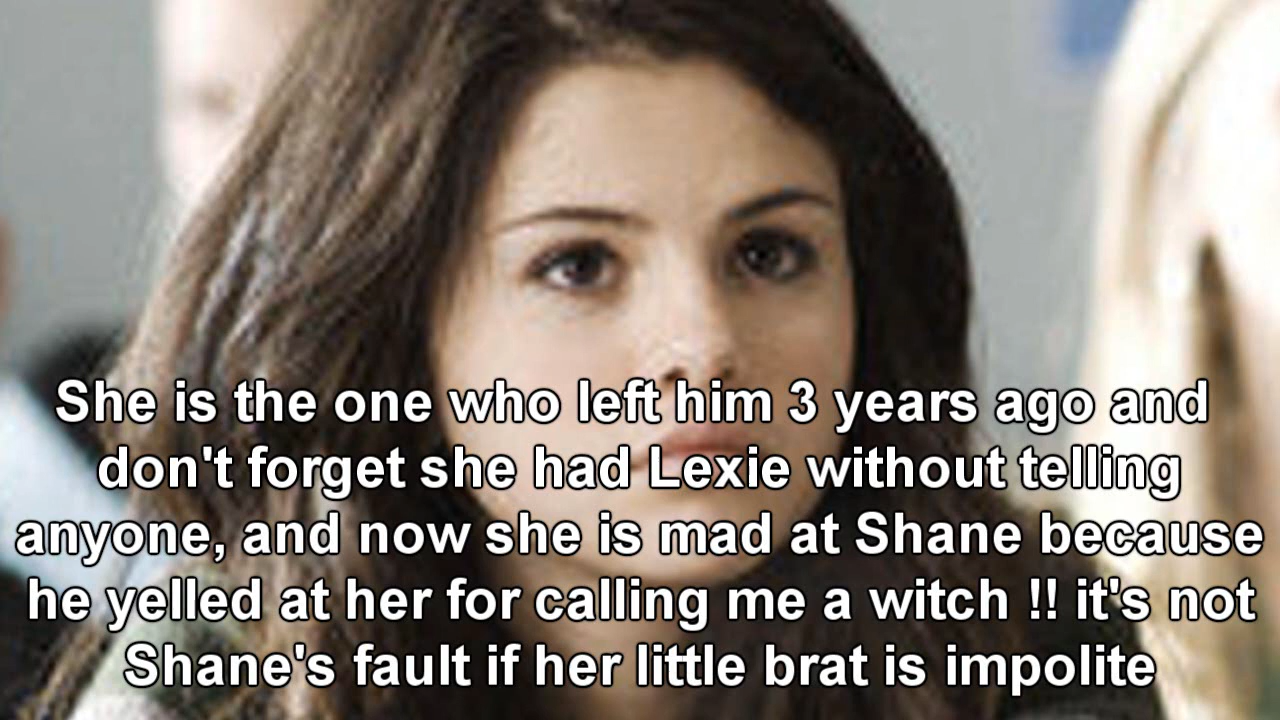 She is the one who left him 3 years ago and
don't forget she had Lexie without telling
anyone, and now she is mad at Shane because
he yelled at her for calling me a witch !! it's not
Shane's fault if her little brat is impolite